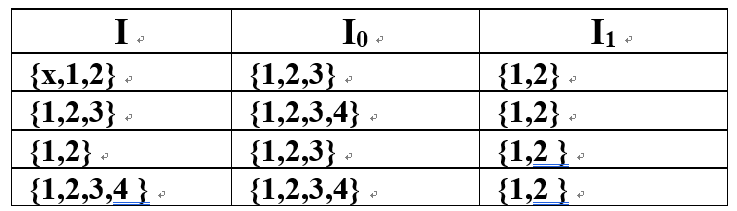 I I₀ I₁
{x,1,2} {1,2,3} {1,2}
{1,2,3} {1,2,3,4} {1,2}
{1,2} {1,2,3} {1,2 }
{1,2,3,4 } {1,2,3,4} {1,2 }